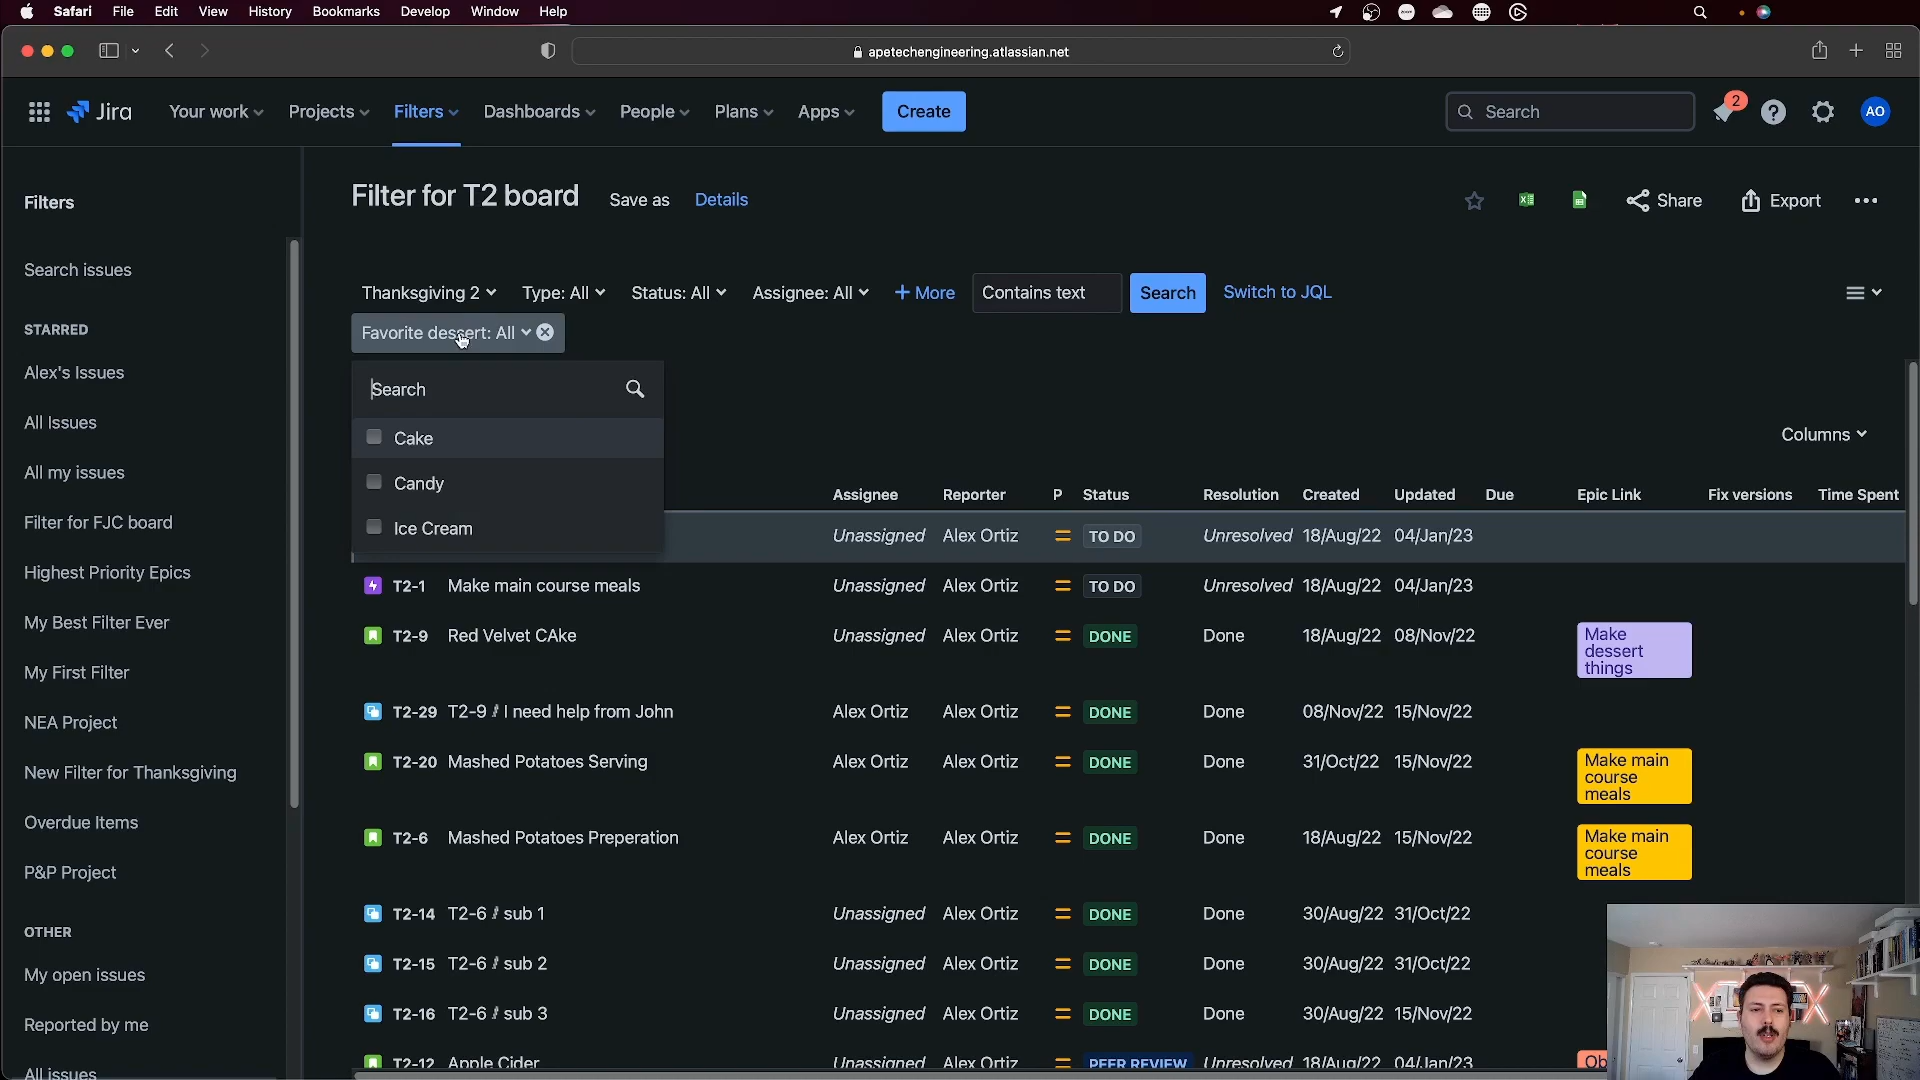 Safari File Edit View History Bookmarks Develop Window Help
apetechengineering.atlassian.net
Jira Your work Projects Filters Dashboards People Plans Apps Create Search 2 AO
Filters
Search issues
STARRED
Alex's Issues
All Issues
All my issues
Filter for FJC board
Highest Priority Epics
My Best Filter Ever
My First Filter
NEA Project
New Filter for Thanksgiving
Overdue Items
P&P Project
OTHER
My open issues
Reported by me
All issues
Filter for T2 board Save as Details Share Export
Thanksgiving 2 Type: All Status: All Assignee: All + More Contains text Search Switch to JQL
Favorite dessert: All
Search
Cake
Candy
Ice Cream
Columns
Assignee Reporter P Status Resolution Created Updated Due Epic Link Fix versions Time Spent
Unassigned Alex Ortiz TO DO Unresolved 18/Aug/22 04/Jan/23
T2-1 Make main course meals Unassigned Alex Ortiz TO DO Unresolved 18/Aug/22 04/Jan/23
T2-9 Red Velvet CAke Unassigned Alex Ortiz DONE Done 18/Aug/22 08/Nov/22 Make
dessert
things
T2-29 T2-9 / I need help from John Alex Ortiz Alex Ortiz DONE Done 08/Nov/22 15/Nov/22
T2-20 Mashed Potatoes Serving Alex Ortiz Alex Ortiz DONE Done 31/Oct/22 15/Nov/22 Make main
course
meals
T2-6 Mashed Potatoes Preperation Alex Ortiz Alex Ortiz DONE Done 18/Aug/22 15/Nov/22 Make main
course
meals
T2-14 T2-6 / sub 1 Unassigned Alex Ortiz DONE Done 30/Aug/22 31/Oct/22
T2-15 T2-6 / sub 2 Unassigned Alex Ortiz DONE Done 30/Aug/22 31/Oct/22
T2-16 T2-6 / sub 3 Unassigned Alex Ortiz DONE Done 30/Aug/22 15/Nov/22
T2-12 Apple Cider Unassigned Alex Ortiz PEER REVIEW Unresolved 18/Aug/22 04/Jan/23 Ob